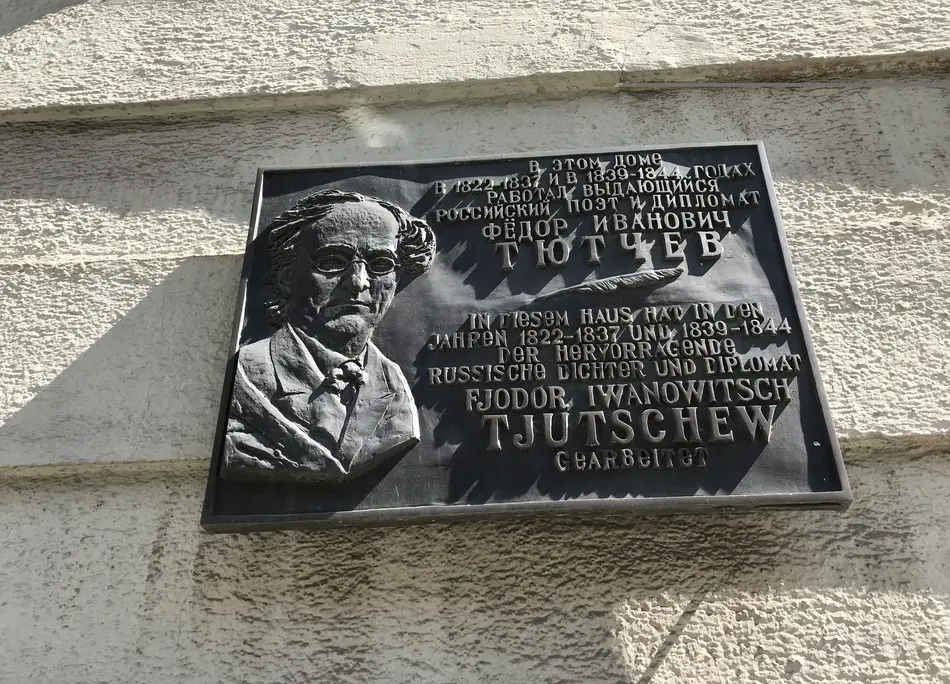 В ЭТОМ ДОМЕ
В 1822-1837 И В 1839-1844 ГОДАХ
РАБОТАЛ ВЫДАЮЩИЙСЯ
РОССИЙСКИЙ ПОЭТ И ДИПЛОМАТ
ФЁДОР ИВАНОВИЧ
ТЮТЧЕВ
IN DIESEM HAUS HAT IN DEN
JAHREN 1822-1837 UND 1839-1844
DER HERVORRAGENDE
RUSSISCHE DICHTER UND DIPLOMAT
FJODOR IWANOWITSCH
TJUTSCHEW
GEARBEITET